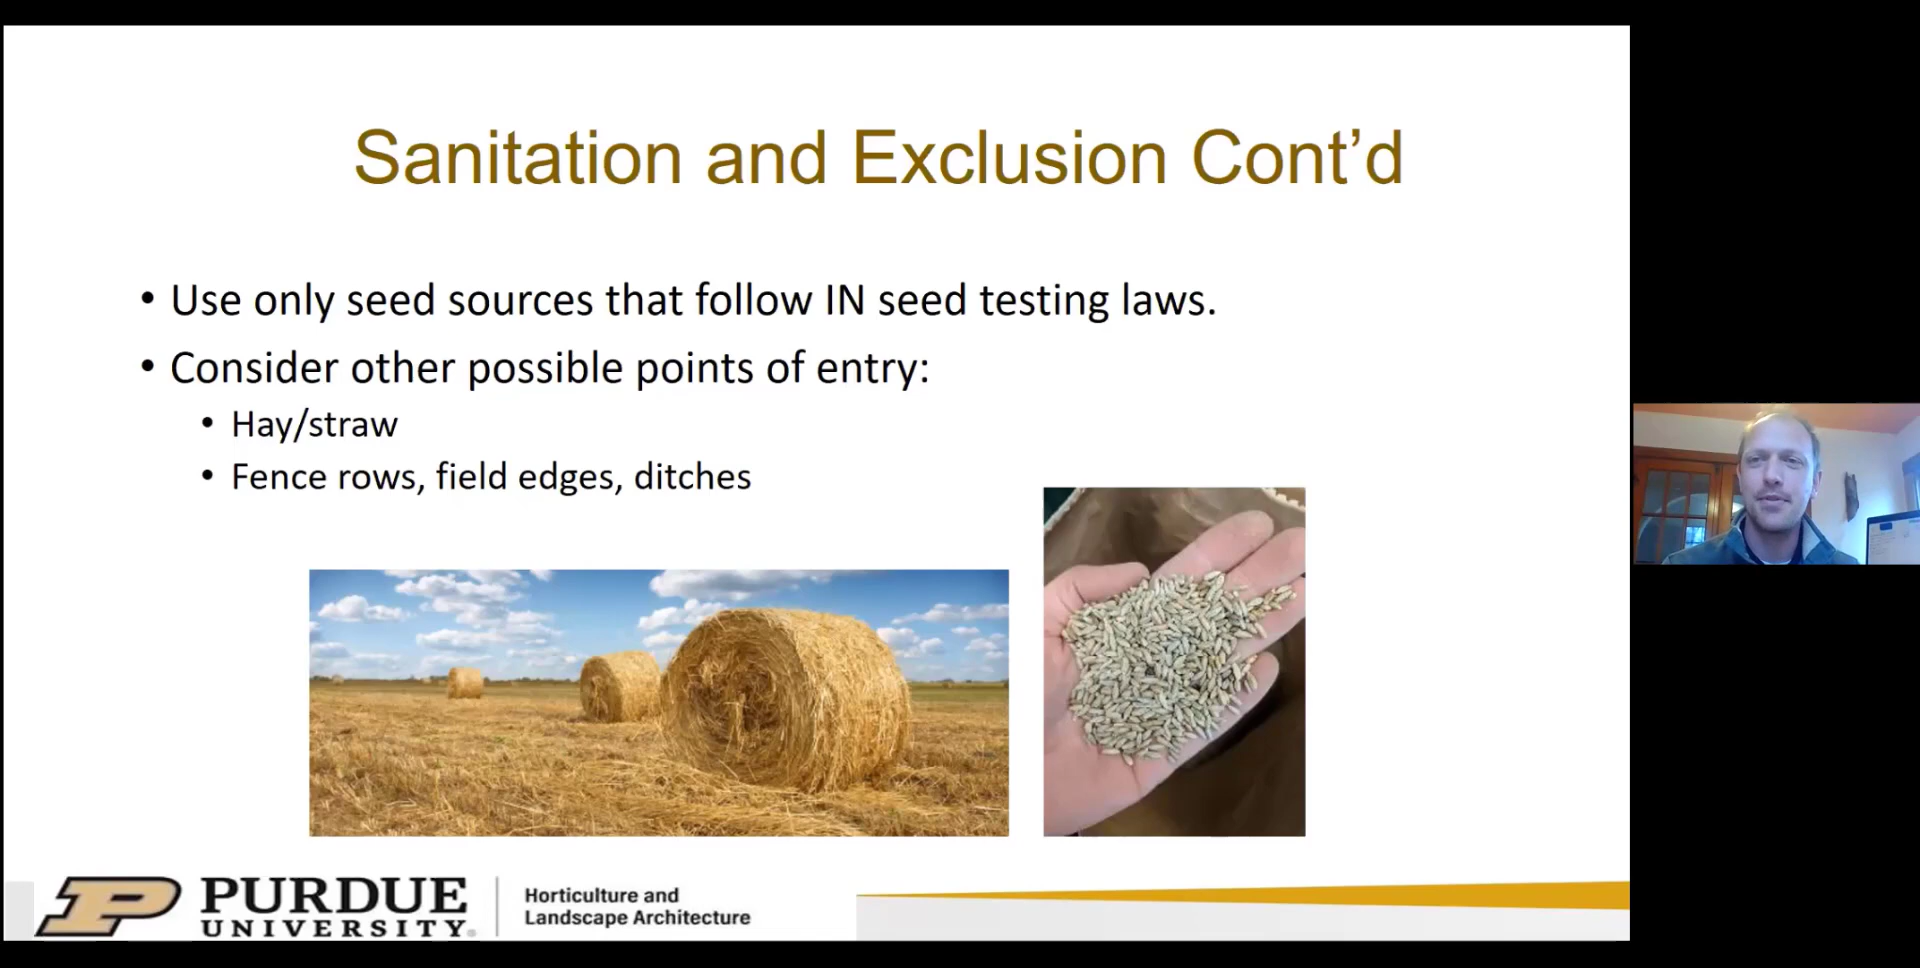 Sanitation and Exclusion Cont’d
• Use only seed sources that follow IN seed testing laws.
• Consider other possible points of entry:
• Hay/straw
• Fence rows, field edges, ditches
PURDUE
UNIVERSITY®
Horticulture and
Landscape Architecture